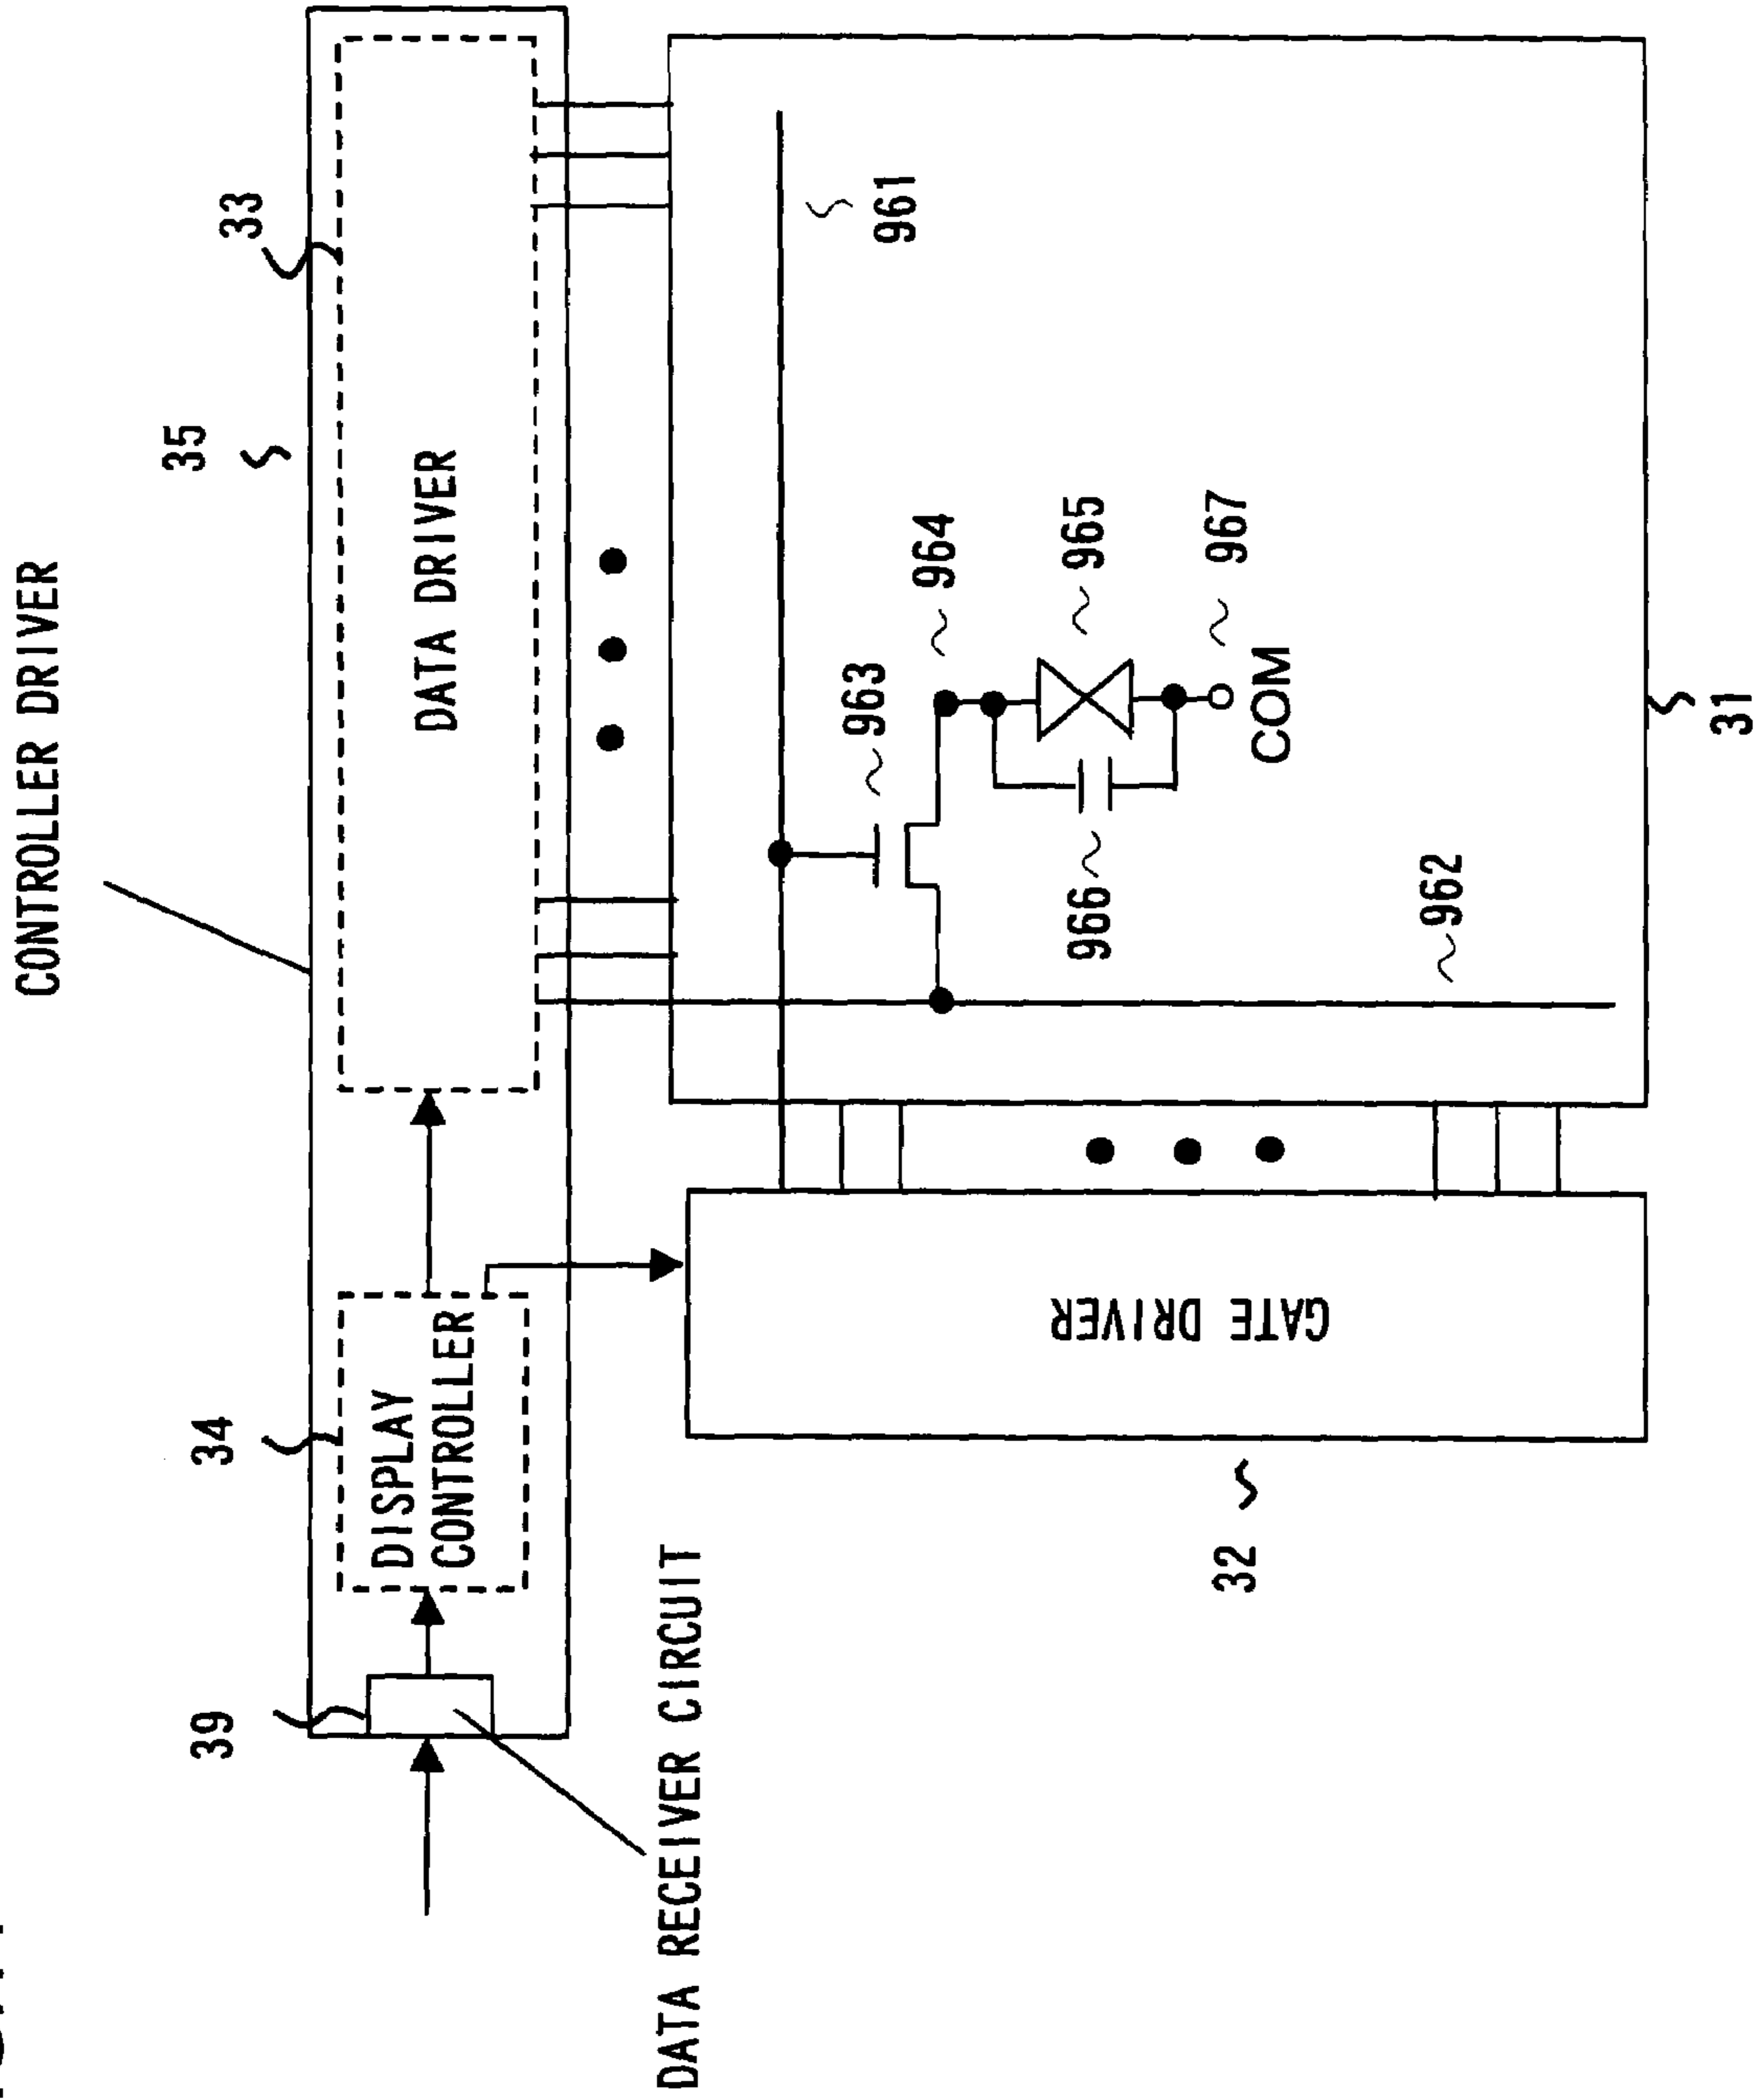 CONTROLLER DRIVER
35
33
34
39
DISPLAY
CONTROLLER
DATA DRIVER
DATA RECEIVER CIRCUIT
GATE DRIVER
32
961
963
964
966
965
967
COM
962
31